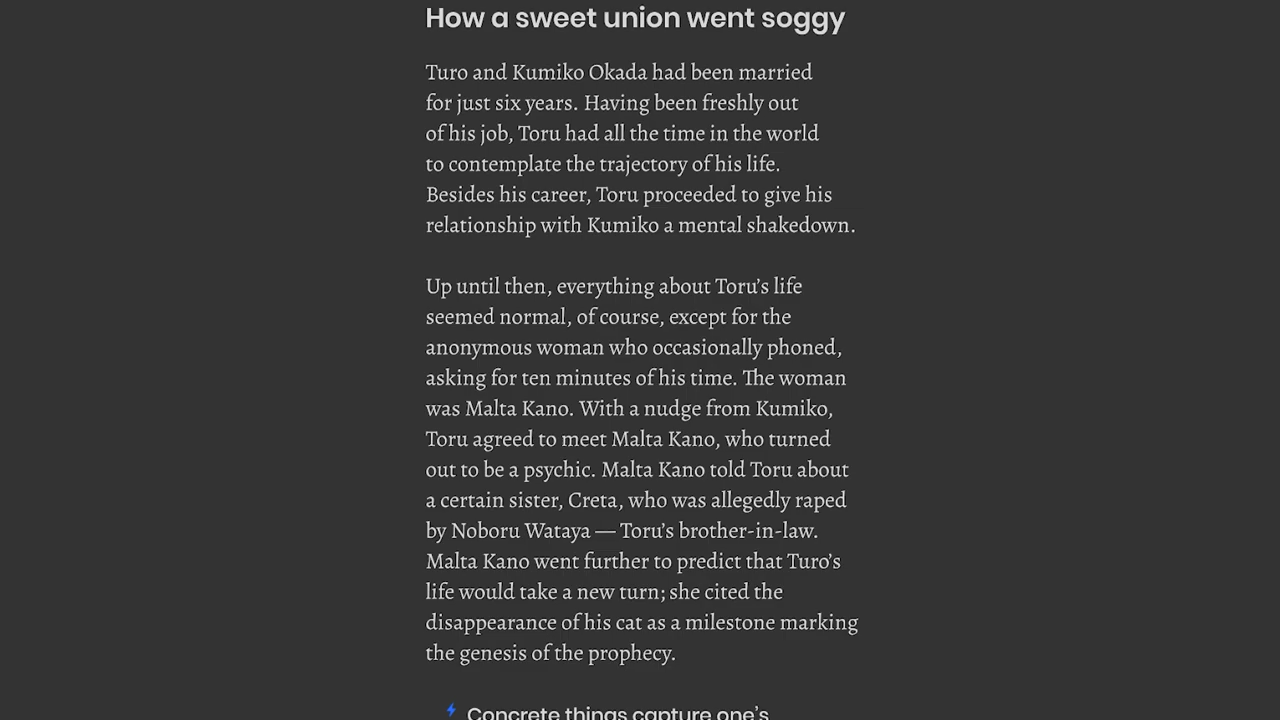 How a sweet union went soggy
Turo and Kumiko Okada had been married
for just six years. Having been freshly out
of his job, Toru had all the time in the world
to contemplate the trajectory of his life.
Besides his career, Toru proceeded to give his
relationship with Kumiko a mental shakedown.
Up until then, everything about Toru’s life
seemed normal, of course, except for the
anonymous woman who occasionally phoned,
asking for ten minutes of his time. The woman
was Malta Kano. With a nudge from Kumiko,
Toru agreed to meet Malta Kano, who turned
out to be a psychic. Malta Kano told Toru about
a certain sister, Creta, who was allegedly raped
by Noboru Wataya — Toru’s brother-in-law.
Malta Kano went further to predict that Turo’s
life would take a new turn; she cited the
disappearance of his cat as a milestone marking
the genesis of the prophecy.
Concrete things capture one’s